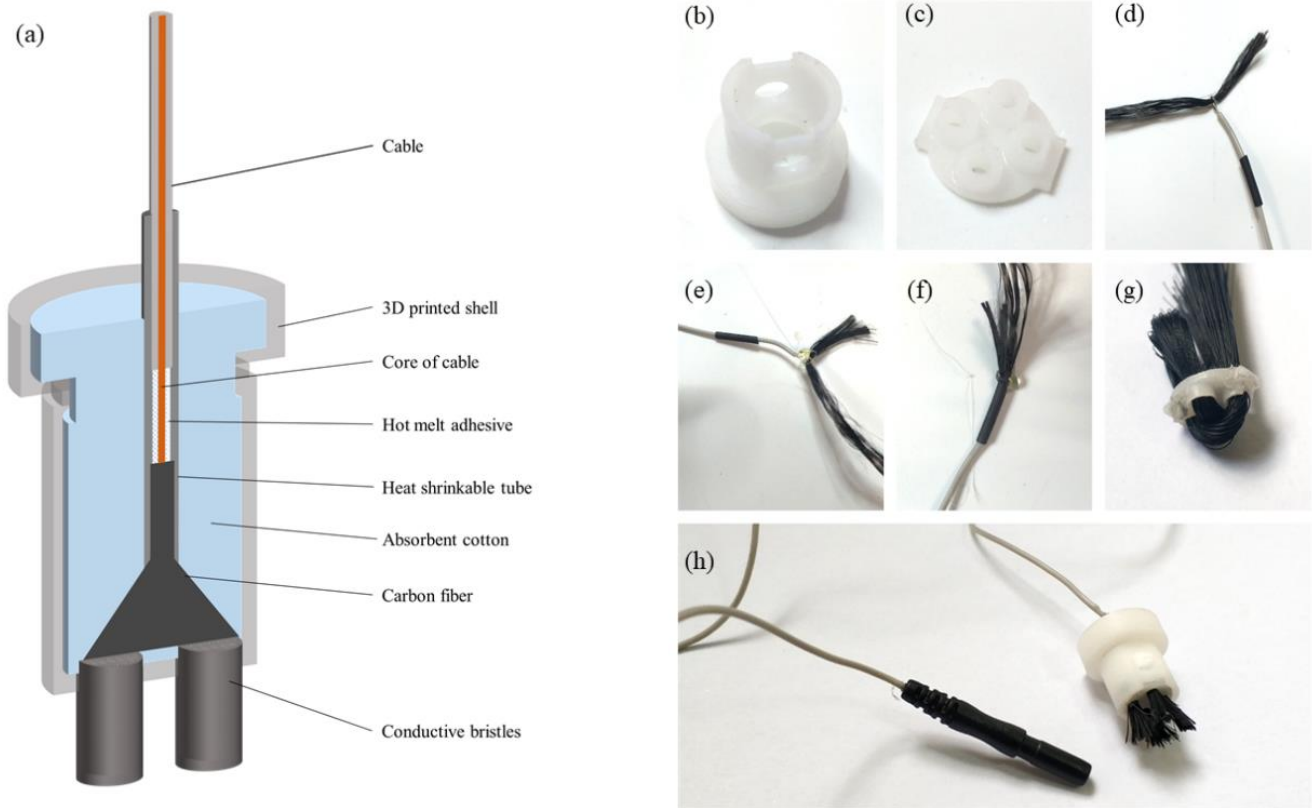 (a)
Cable
3D printed shell
Core of cable
Hot melt adhesive
Heat shrinkable tube
Absorbent cotton
Carbon fiber
Conductive bristles
(b)
(c)
(d)
(e)
(f)
(g)
(h)